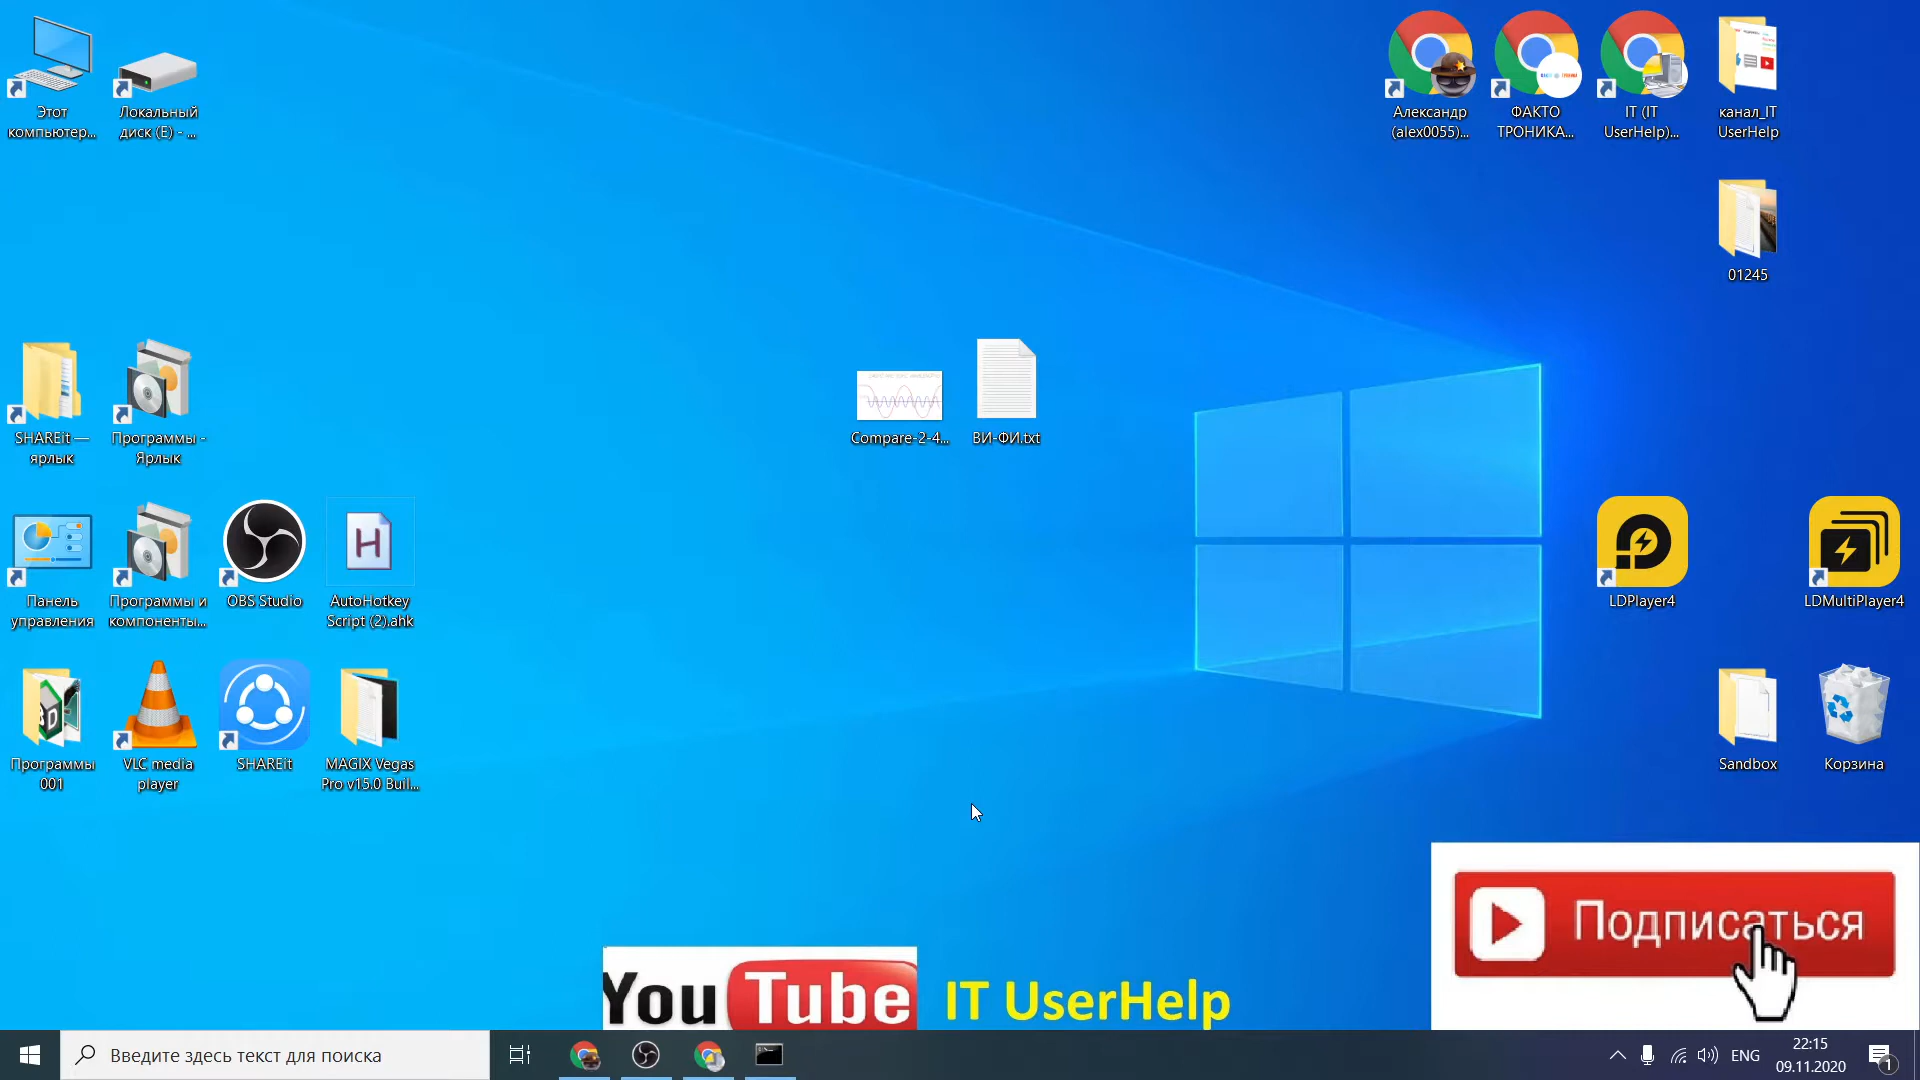 Этот
компьютер...
Локальный
диск (E) - ...
Александр
(alex0055)...
ФАКТО
ТРОНИКА...
IT (IT
UserHelp)...
канал_IT
UserHelp
01245
SHAREit —
ярлык
Программы -
Ярлык
Compare-2-4...
ВИ-ФИ.txt
Панель
управления
Программы и
компоненты...
OBS Studio
AutoHotkey
Script (2).ahk
LDPlayer4
LDMultiPlayer4
Программы
001
VLC media
player
SHAREit
MAGIX Vegas
Pro v15.0 Buil...
Sandbox
Корзина
Подписаться
YouTube
IT UserHelp
Введите здесь текст для поиска
ENG
22:15
09.11.2020
1